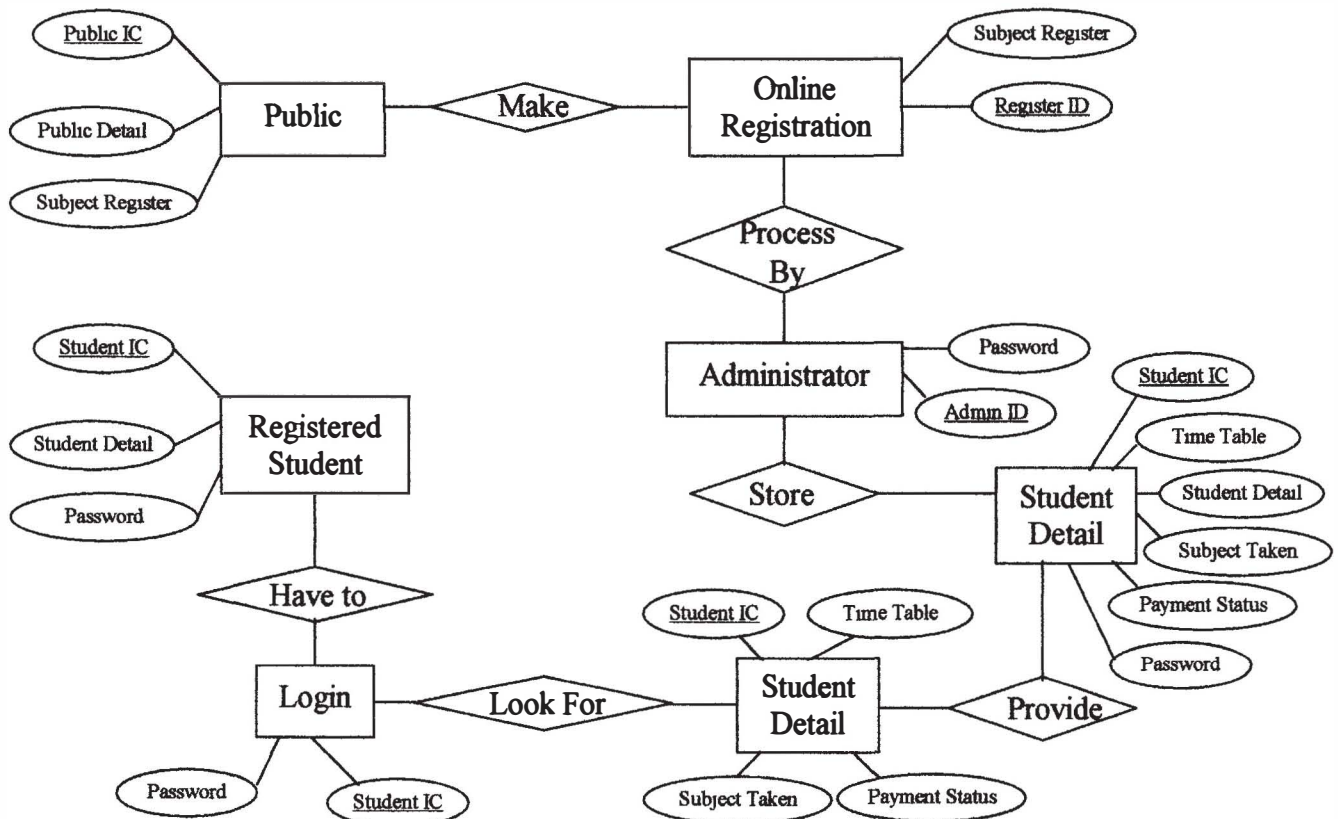 Public IC
Public Detail
Subject Register
Public
Make
Online
Registration
Subject Register
Register ID
Process
By
Administrator
Password
Admin ID
Student IC
Student Detail
Password
Registered
Student
Store
Student
Detail
Student IC
Time Table
Student Detail
Subject Taken
Payment Status
Password
Have to
Login
Password
Student IC
Look For
Student IC
Time Table
Student
Detail
Subject Taken
Payment Status
Provide